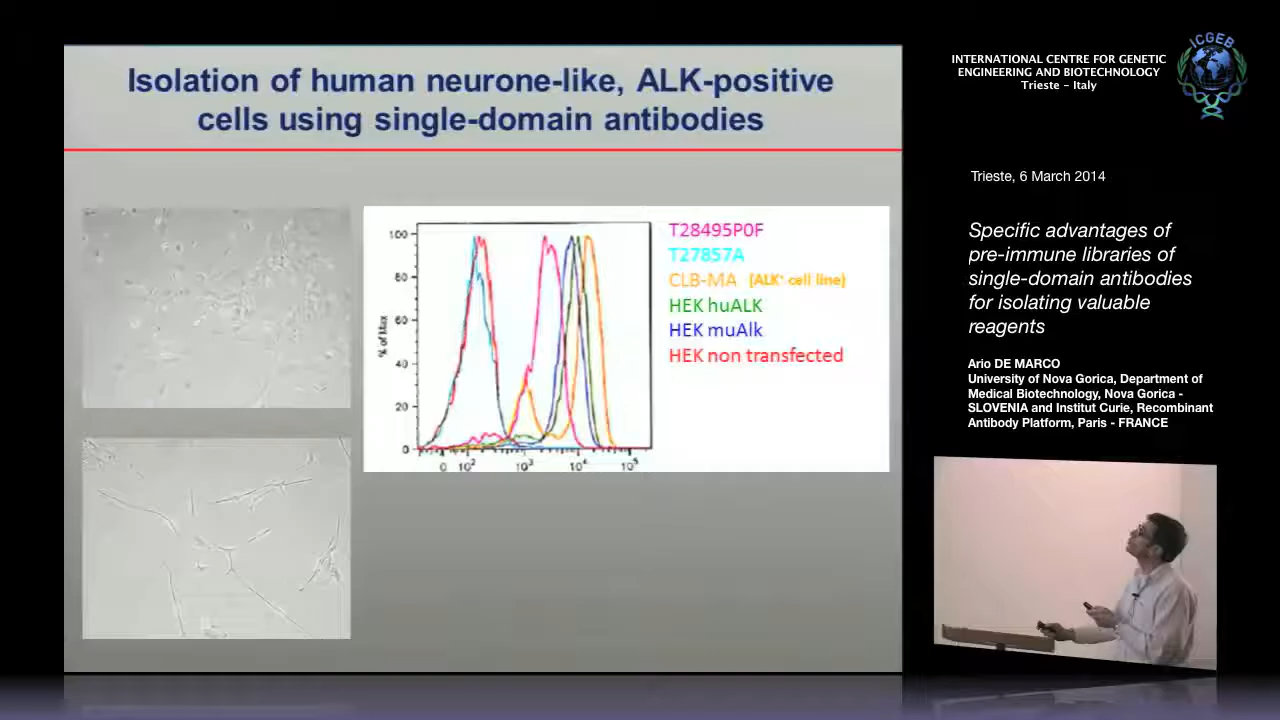 Isolation of human neurone-like, ALK-positive
cells using single-domain antibodies
% of Max
100
80
60
40
20
0
0 10² 10³ 10⁴ 10⁵
T28495P0F
T27857A
CLB-MA (ALK⁺ cell line)
HEK huALK
HEK muAlk
HEK non transfected
INTERNATIONAL CENTRE FOR GENETIC
ENGINEERING AND BIOTECHNOLOGY
Trieste - Italy
ICGEB
Trieste, 6 March 2014
Specific advantages of
pre-immune libraries of
single-domain antibodies
for isolating valuable
reagents
Ario DE MARCO
University of Nova Gorica, Department of
Medical Biotechnology, Nova Gorica -
SLOVENIA and Institut Curie, Recombinant
Antibody Platform, Paris - FRANCE